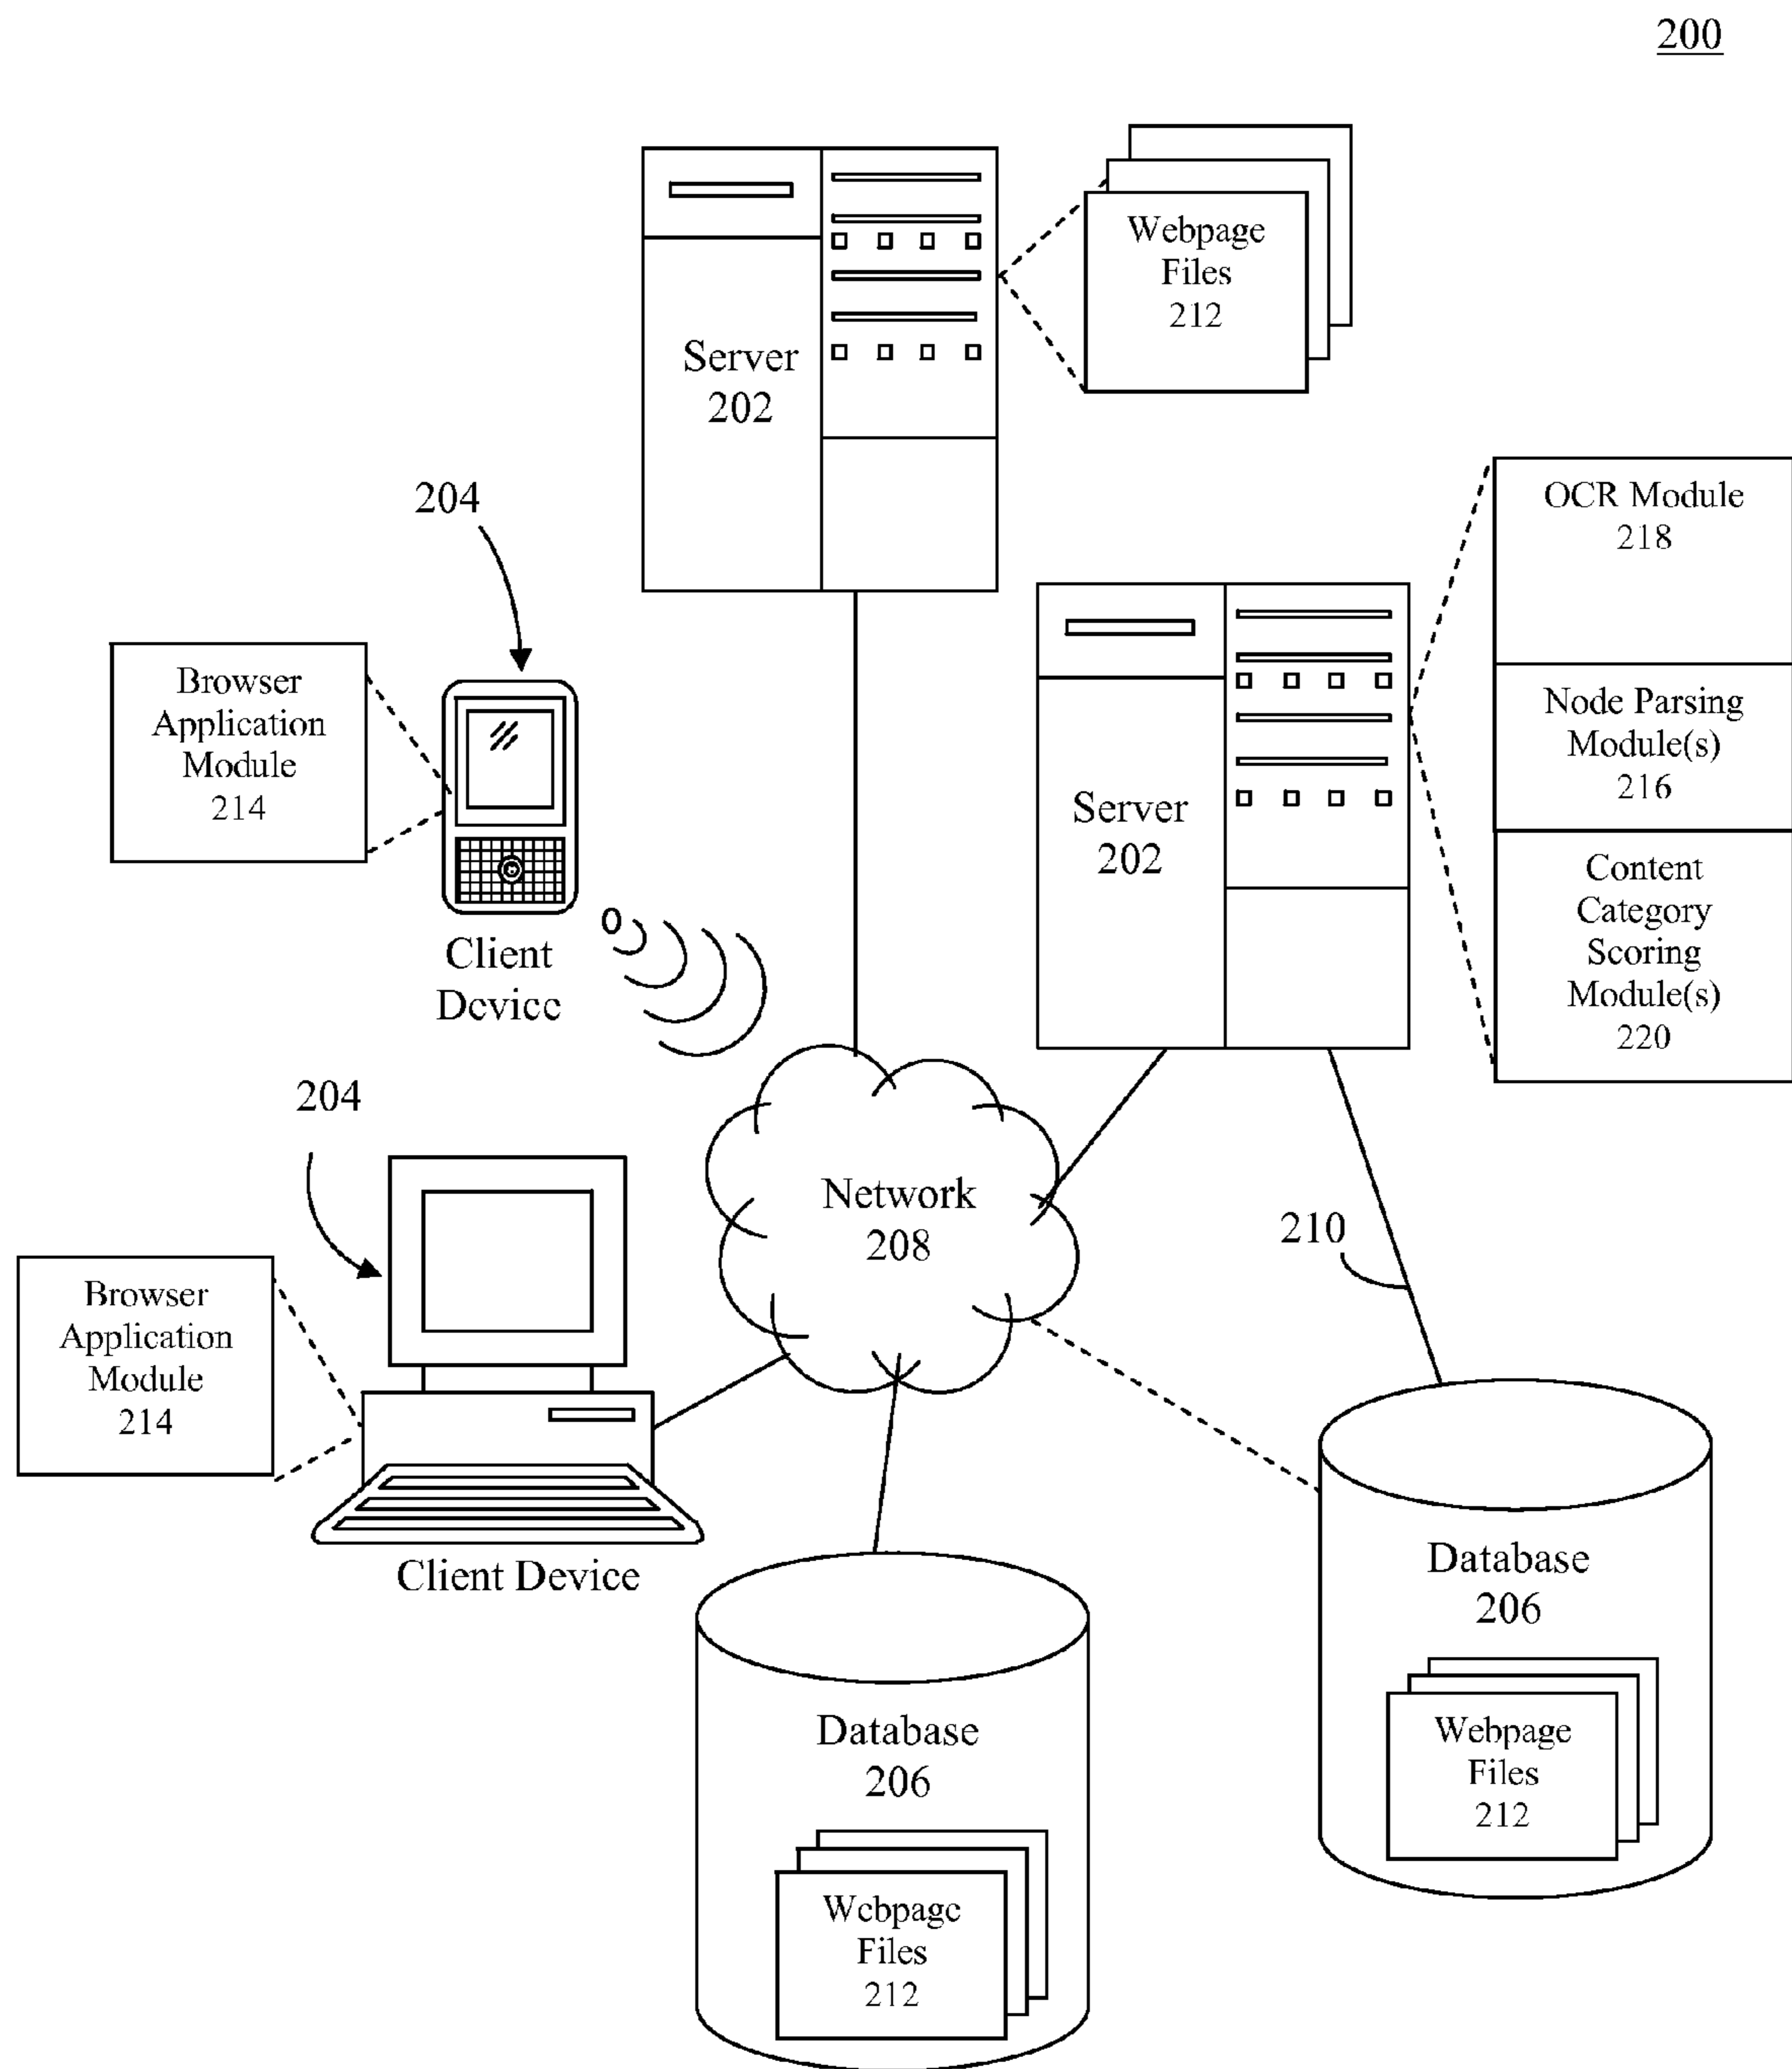 200
Webpage
Files
212
Server
202
204
OCR Module
218
Browser
Application
Module
214
Node Parsing
Module(s)
216
Server
202
Content
Category
Scoring
Module(s)
220
Client
Device
204
Network
208
210
Browser
Application
Module
214
Client Device
Database
206
Webpage
Files
212
Database
206
Webpage
Files
212